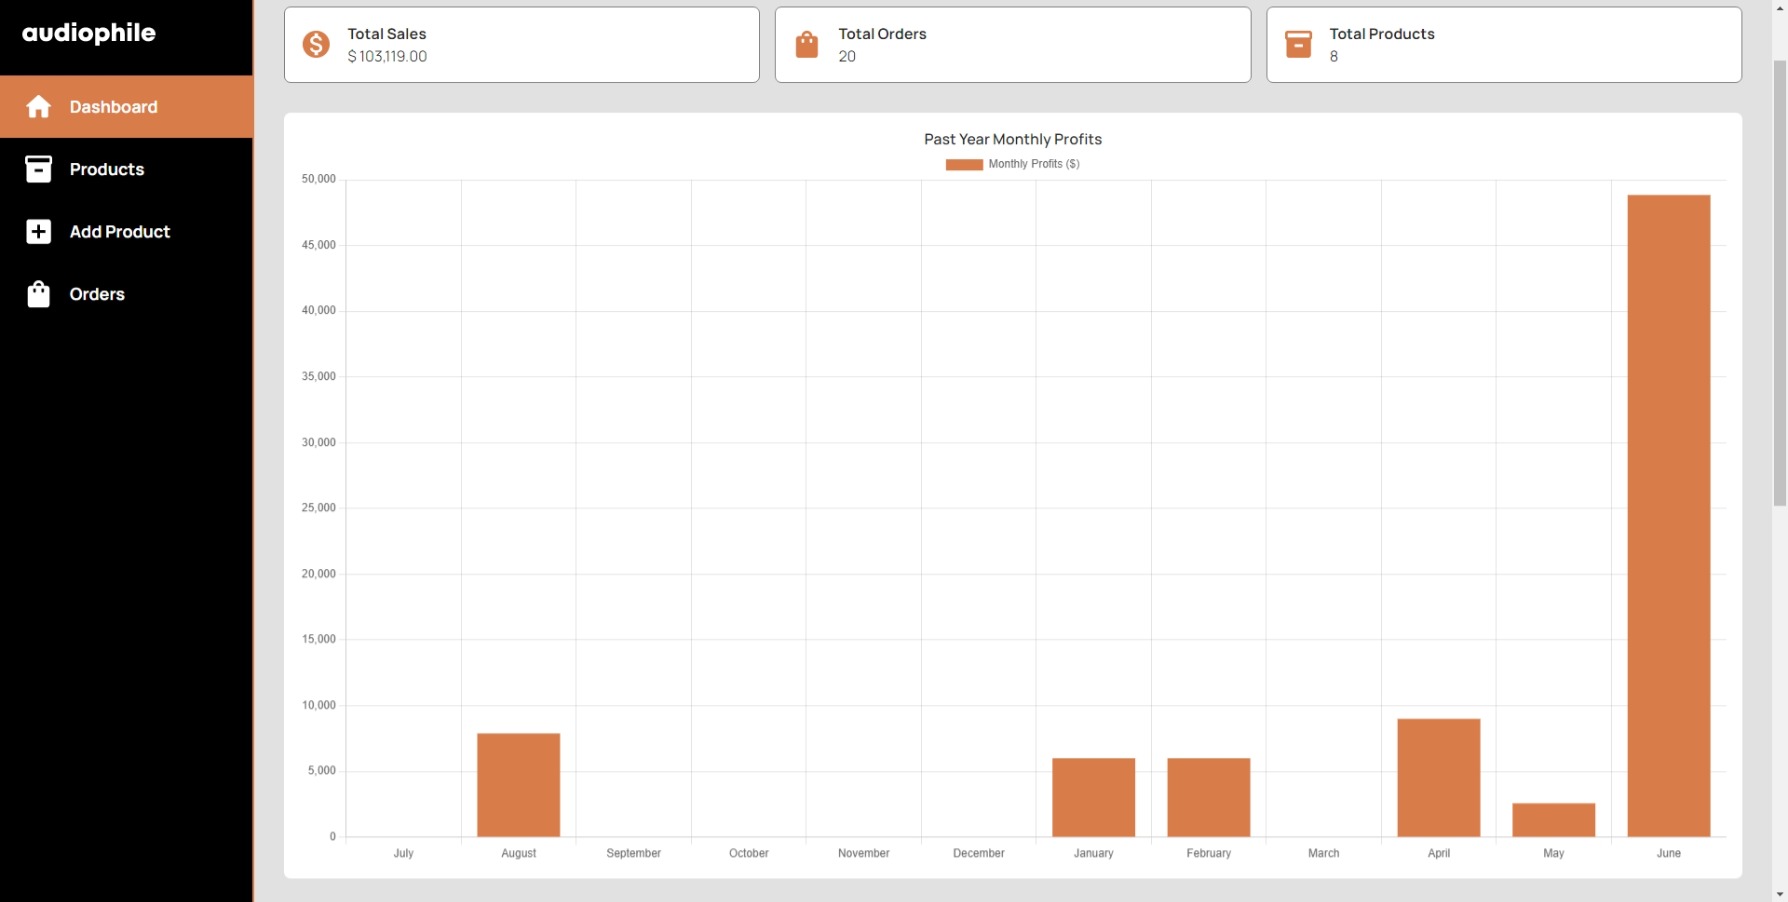 audiophile
Dashboard
Products
Add Product
Orders
Total Sales
$ 103,119.00
Total Orders
20
Total Products
8
Past Year Monthly Profits
Monthly Profits ($)
50,000
45,000
40,000
35,000
30,000
25,000
20,000
15,000
10,000
5,000
0
July August September October November December January February March April May June